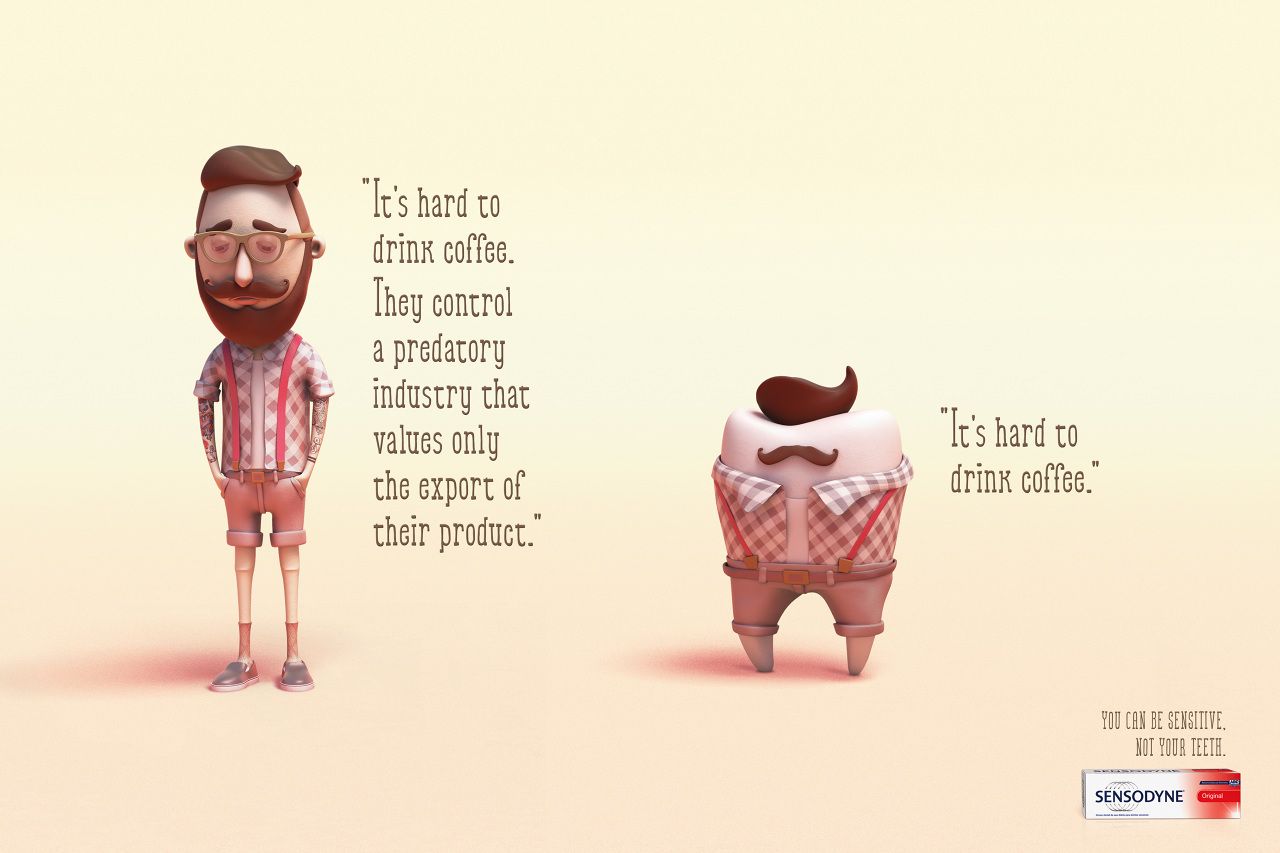 "It's hard to
drink coffee.
They control
a predatory
industry that
values only
the export of
their product."
"It's hard to
drink coffee."
YOU CAN BE SENSITIVE,
NOT YOUR TEETH.
SENSODYNE
Original